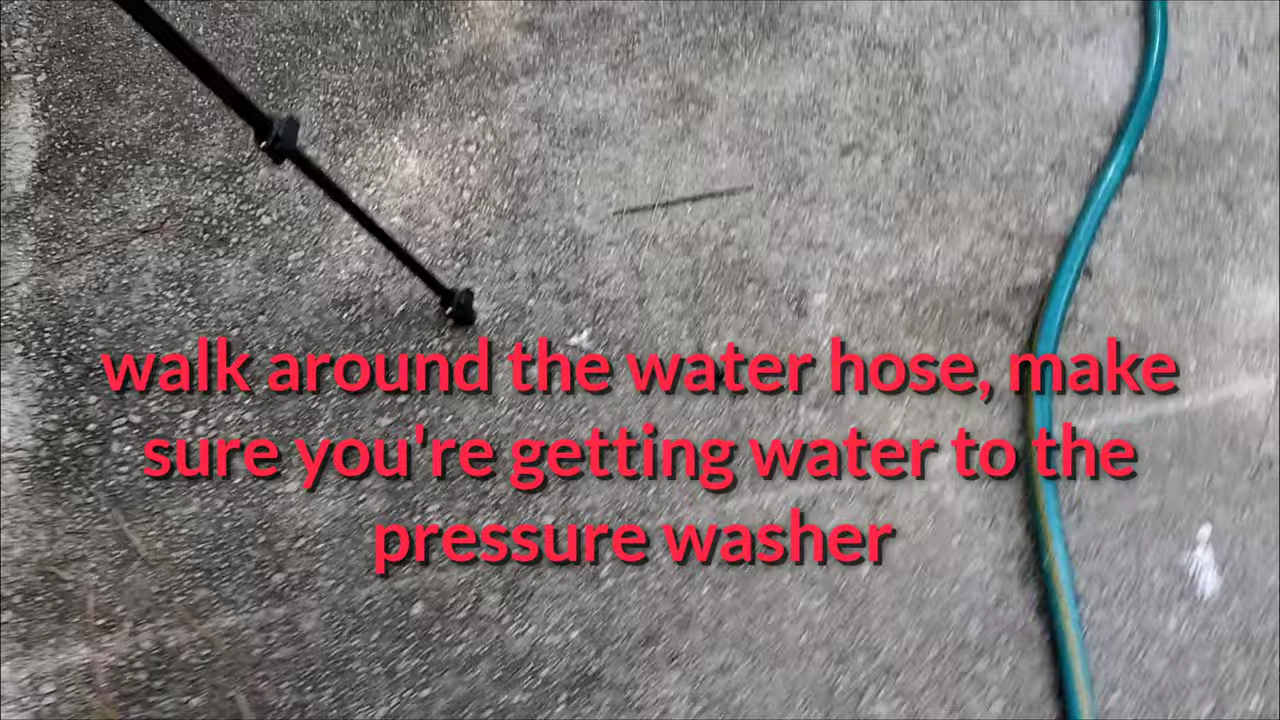 walk around the water hose, make
sure you're getting water to the
pressure washer